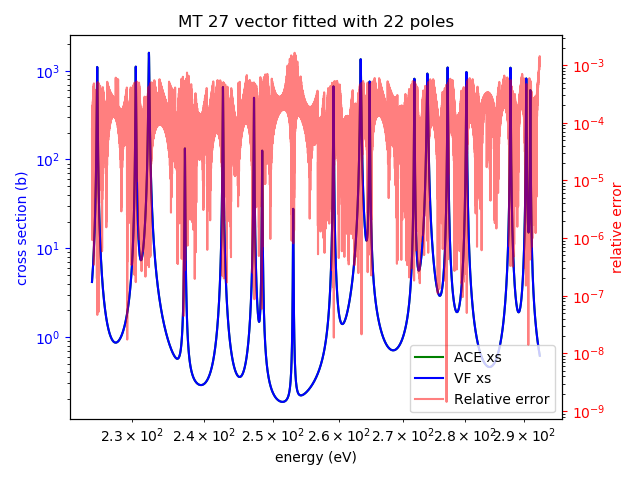 MT 27 vector fitted with 22 poles
10³
10²
10¹
10⁰
cross section (b)
10⁻³
10⁻⁴
10⁻⁵
10⁻⁶
10⁻⁷
10⁻⁸
10⁻⁹
relative error
ACE xs
VF xs
Relative error
2.3 × 10² 2.4 × 10² 2.5 × 10² 2.6 × 10² 2.7 × 10² 2.8 × 10² 2.9 × 10²
energy (eV)